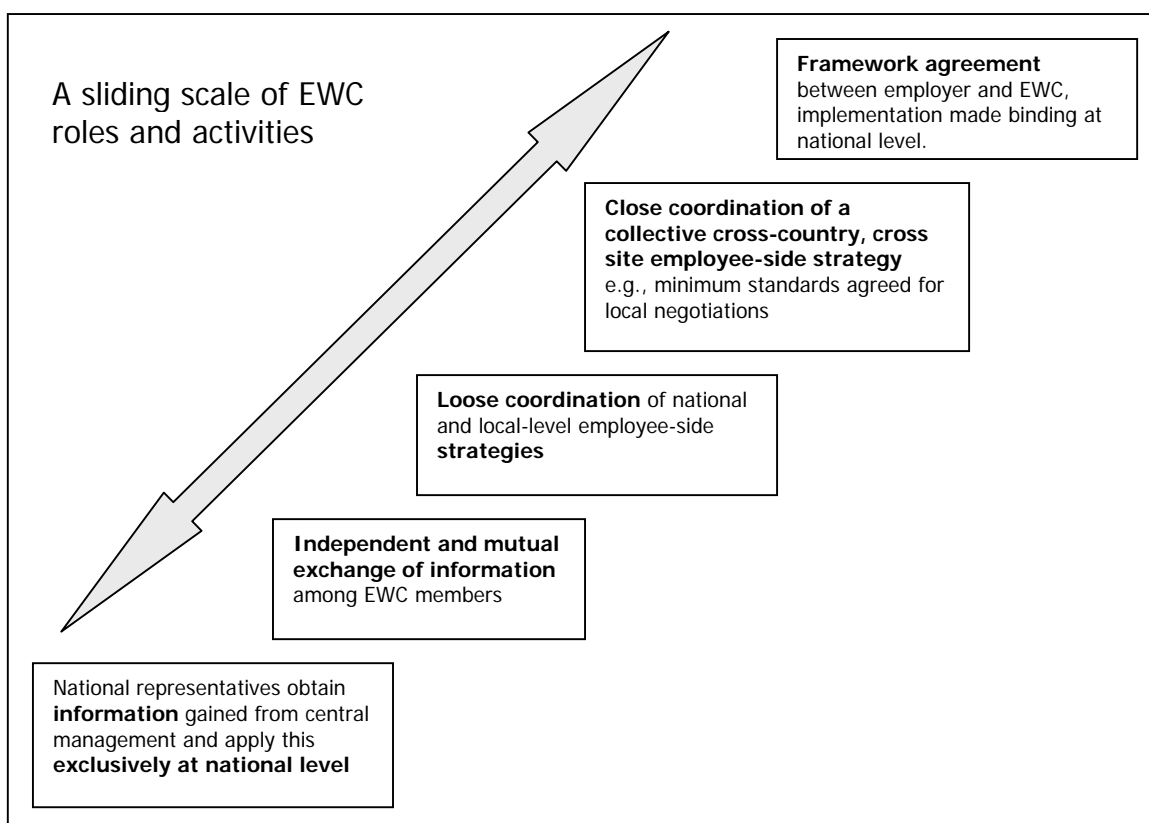 A sliding scale of EWC
roles and activities
Framework agreement
between employer and EWC,
implementation made binding at
national level.
Close coordination of a
collective cross-country, cross
site employee-side strategy
e.g., minimum standards agreed for
local negotiations
Loose coordination of national
and local-level employee-side
strategies
Independent and mutual
exchange of information
among EWC members
National representatives obtain
information gained from central
management and apply this
exclusively at national level